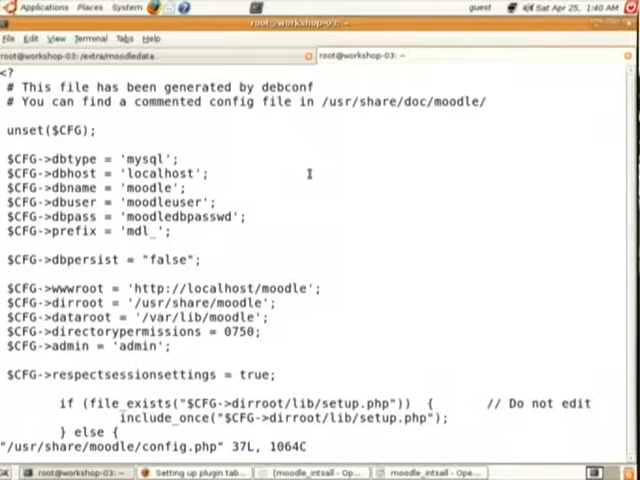 Applications Places System guest Sat Apr 25, 1:40 AM
root@workshop-03: ~
File Edit View Terminal Tabs Help
root@workshop-03: /extra/moodledata root@workshop-03: ~
<?
# This file has been generated by debconf
# You can find a commented config file in /usr/share/doc/moodle/
unset($CFG);
$CFG->dbtype = 'mysql';
$CFG->dbhost = 'localhost';
$CFG->dbname = 'moodle';
$CFG->dbuser = 'moodleuser';
$CFG->dbpass = 'moodledbpasswd';
$CFG->prefix = 'mdl_';
$CFG->dbpersist = "false";
$CFG->wwwroot = 'http://localhost/moodle';
$CFG->dirroot = '/usr/share/moodle';
$CFG->dataroot = '/var/lib/moodle';
$CFG->directorypermissions = 0750;
$CFG->admin = 'admin';
$CFG->respectsessionsettings = true;
if (file_exists("$CFG->dirroot/lib/setup.php")) { // Do not edit
include_once("$CFG->dirroot/lib/setup.php");
} else {
"/usr/share/moodle/config.php" 37L, 1064C
root@workshop-03: ~ Setting up plugin tab... [moodle_intsall - Op... moodle_intsall - Ope...